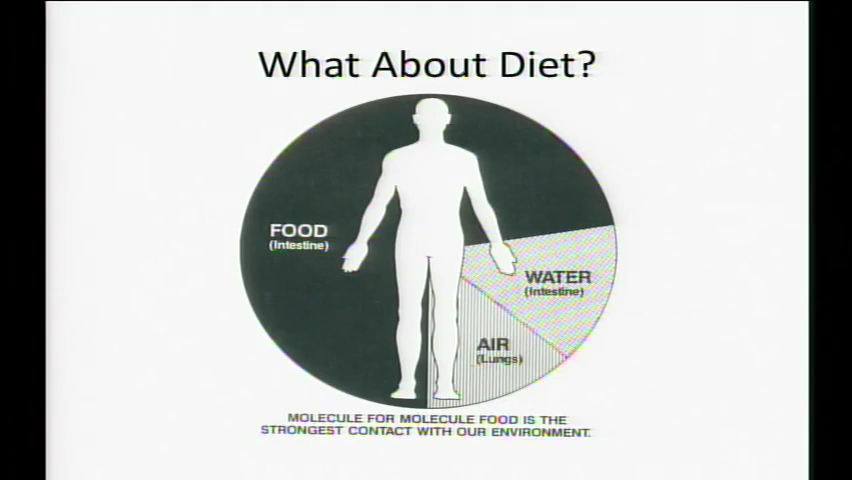 What About Diet?
FOOD
(Intestine)
WATER
(Intestine)
AIR
(Lungs)
MOLECULE FOR MOLECULE FOOD IS THE
STRONGEST CONTACT WITH OUR ENVIRONMENT.